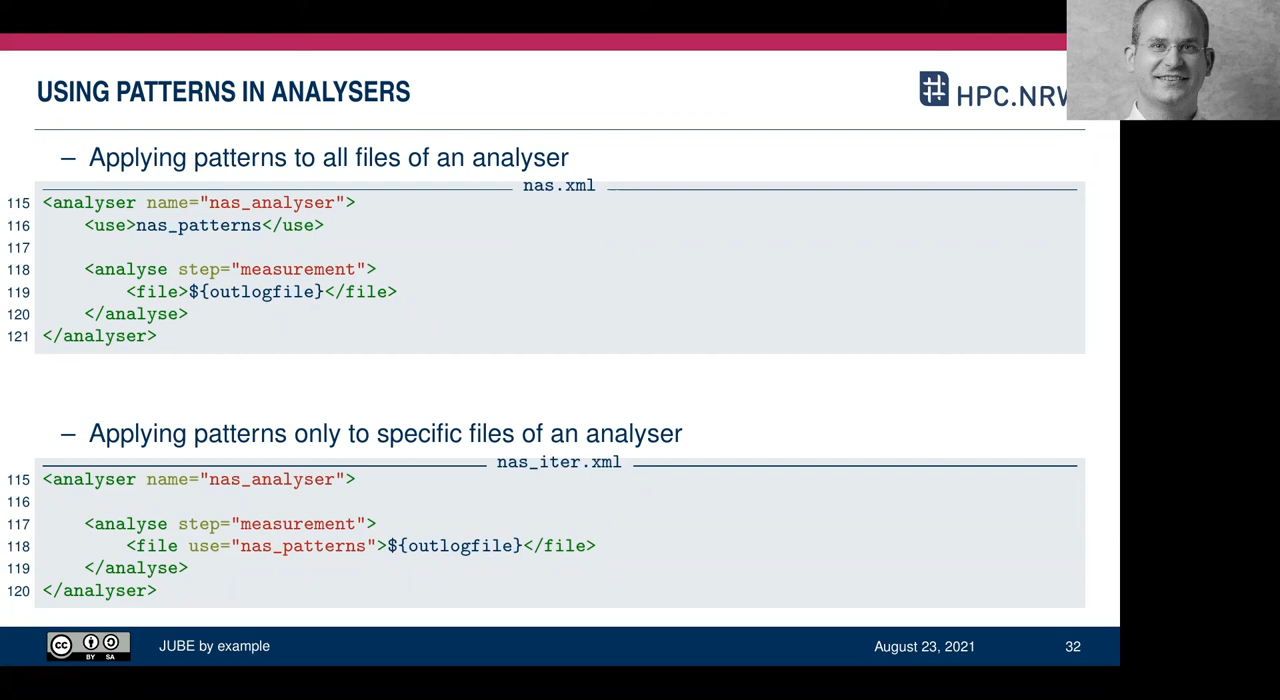 USING PATTERNS IN ANALYSERS
HPC.NRW
– Applying patterns to all files of an analyser
nas.xml
115 <analyser name="nas_analyser">
116     <use>nas_patterns</use>
117
118     <analyse step="measurement">
119         <file>${outlogfile}</file>
120     </analyse>
121 </analyser>
– Applying patterns only to specific files of an analyser
nas_iter.xml
115 <analyser name="nas_analyser">
116
117     <analyse step="measurement">
118         <file use="nas_patterns">${outlogfile}</file>
119     </analyse>
120 </analyser>
cc BY SA
JUBE by example
August 23, 2021
32